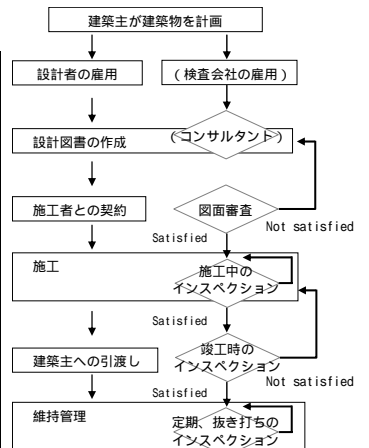 建築主が建築物を計画
設計者の雇用
(検査会社の雇用)
設計図書の作成
(コンサルタント)
施工者との契約
図面審査
Not satisfied
Satisfied
施工
施工中の
インスペクション
Satisfied
竣工時の
インスペクション
建築主への引渡し
Not satisfied
Satisfied
維持管理
定期、抜き打ちの
インスペクション